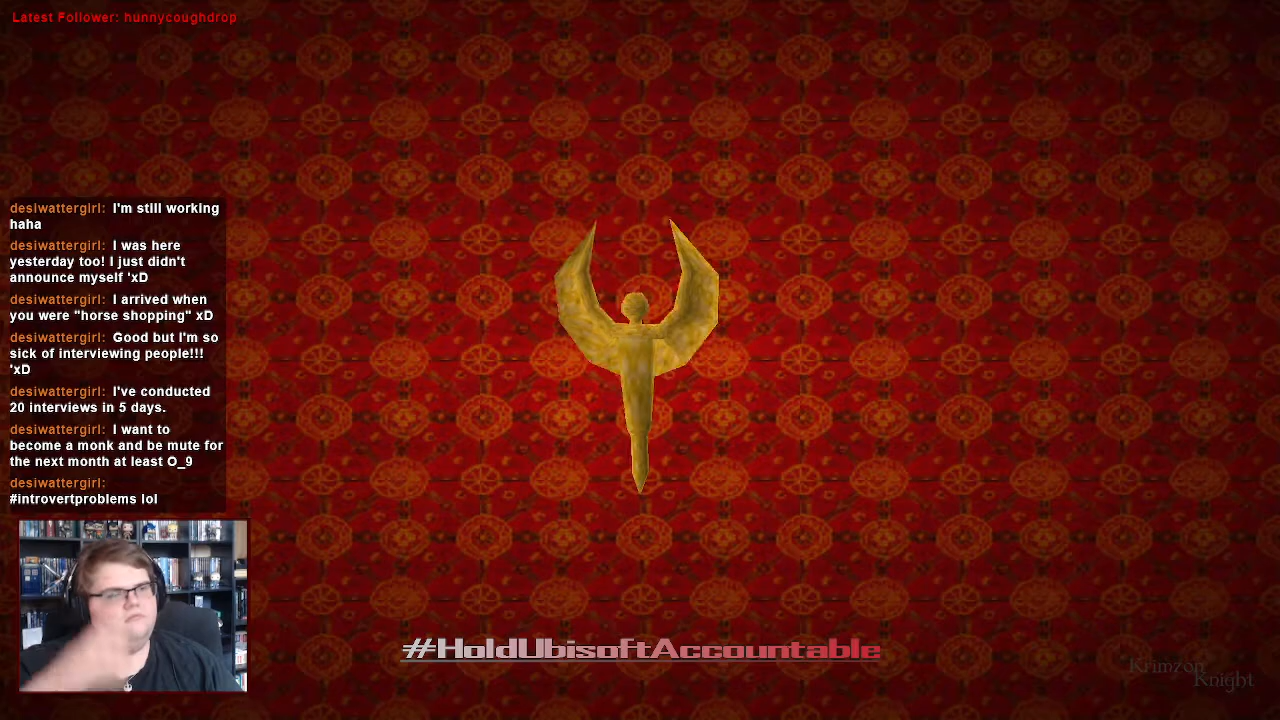 Latest Follower: hunnycoughdrop
desiwattergirl: I'm still working
haha
desiwattergirl: I was here
yesterday too! I just didn't
announce myself 'xD
desiwattergirl: I arrived when
you were "horse shopping" xD
desiwattergirl: Good but I'm so
sick of interviewing people!!!
'xD
desiwattergirl: I've conducted
20 interviews in 5 days.
desiwattergirl: I want to
become a monk and be mute for
the next month at least O_9
desiwattergirl:
#introvertproblems lol
#HoldUbisoftAccountable
Krimzon
Knight